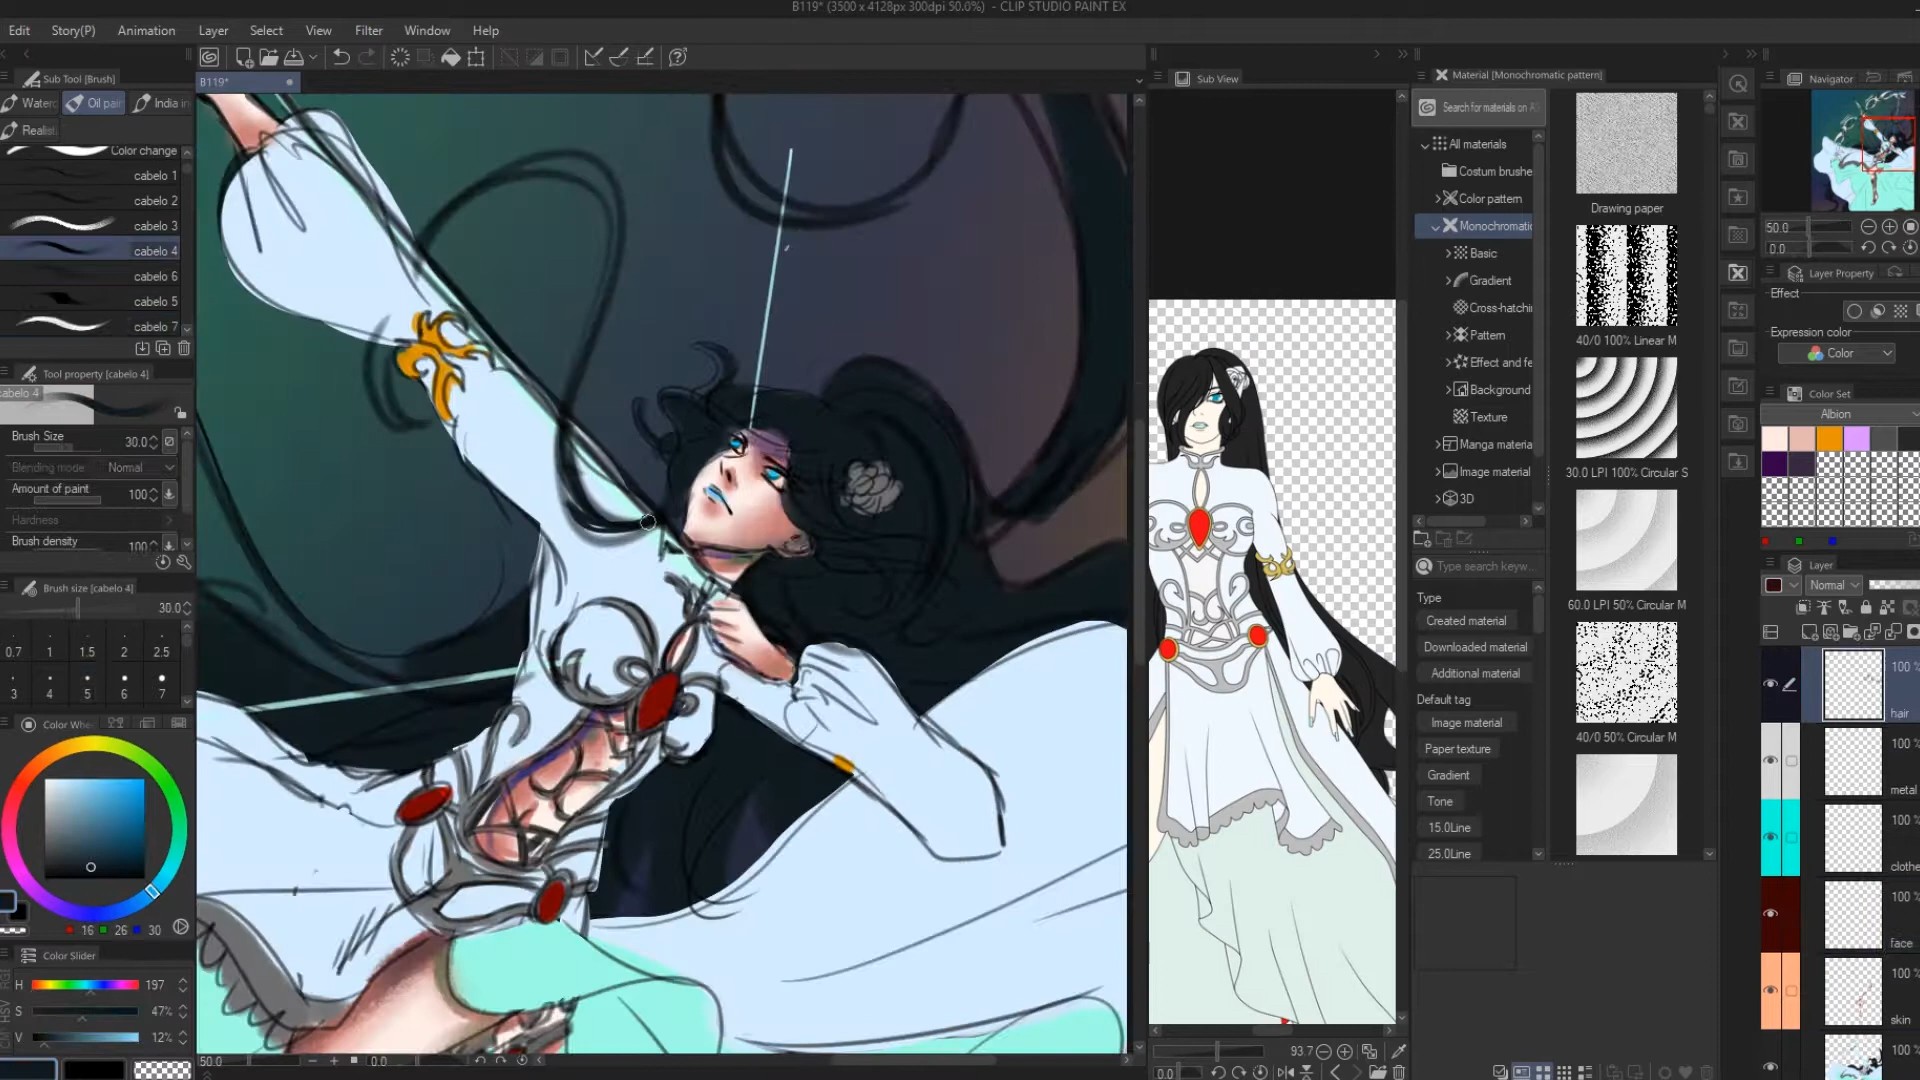 B119* (3500 x 4128px 300dpi 50.0%) - CLIP STUDIO PAINT EX
Edit Story(P) Animation Layer Select View Filter Window Help
Sub Tool [Brush]
B119*
Sub View
Material [Monochromatic pattern]
Navigator
Oil pai India in
Realist
Color change
cabelo 1
cabelo 2
cabelo 3
cabelo 4
cabelo 6
cabelo 5
cabelo 7
Tool property [cabelo 4]
cabelo 4
Brush Size 30.0
Blending mode Normal
Amount of paint 100
Hardness
Brush density 100
Brush size [cabelo 4]
30.0
0.7 1 1.5 2 2.5
3 4 5 6 7
Color Whe
16 26 30
Color Slider
H 197
S 47%
V 12%
50.0 0.0
93.7
0.0
Search for materials on A
All materials
Costum brushe
Color pattern
Monochromatic
Basic
Gradient
Cross-hatchi
Pattern
Effect and fe
Background
Texture
Manga materia
Image material
3D
Type search keyw...
Type
Created material
Downloaded material
Additional material
Default tag
Image material
Paper texture
Gradient
Tone
15.0Line
25.0Line
Drawing paper
40/0 100% Linear M
30.0 LPI 100% Circular S
60.0 LPI 50% Circular M
40/0 50% Circular M
50.0
0.0
Layer Property
Effect
Expression color
Color
Color Set
Albion
Layer
Normal
100 %
hair
100 %
metal
100 %
clothe
100 %
face
100 %
skin
100 %